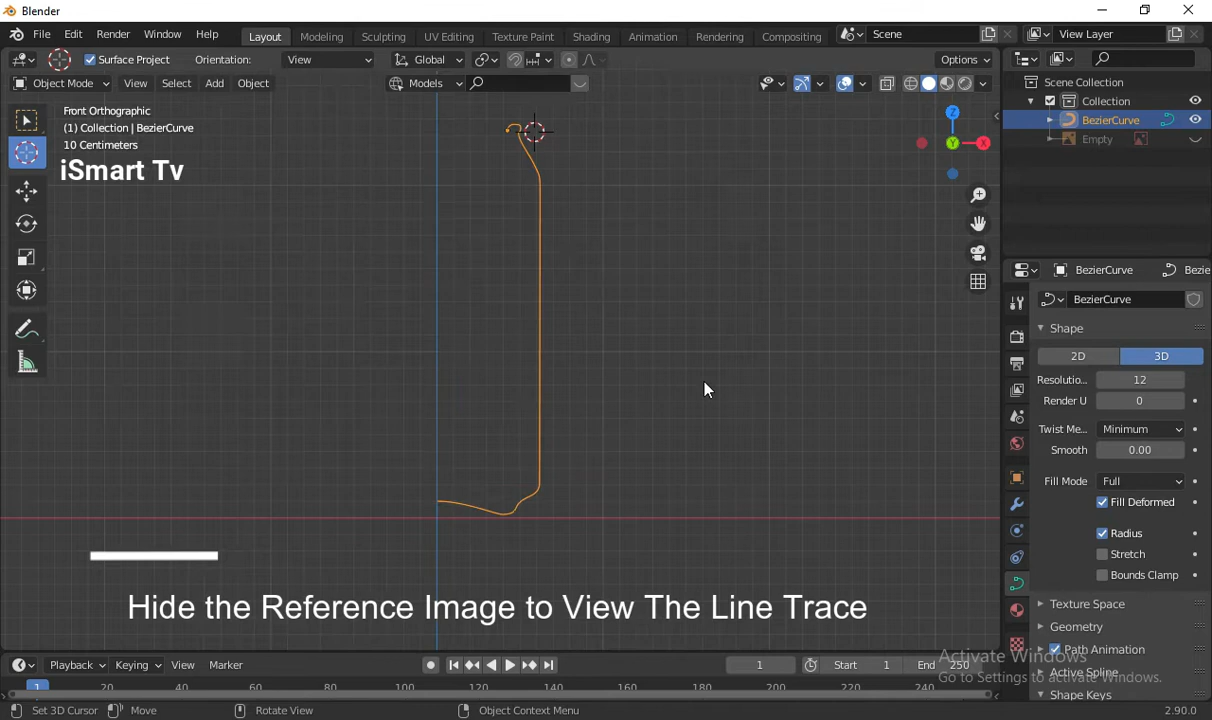 Blender
File Edit Render Window Help Layout Modeling Sculpting UV Editing Texture Paint Shading Animation Rendering Compositing Scene View Layer
Surface Project Orientation: View Global Options
Object Mode View Select Add Object Models
Front Orthographic
(1) Collection | BezierCurve
10 Centimeters
iSmart Tv
Z
Y
X
Scene Collection
Collection
BezierCurve
Empty
BezierCurve Bezie
BezierCurve
Shape
2D 3D
Resolutio... 12
Render U 0
Twist Me... Minimum
Smooth 0.00
Fill Mode Full
Fill Deformed
Radius
Stretch
Bounds Clamp
Texture Space
Geometry
Path Animation
Active Spline
Shape Keys
Activate Windows
Go to Settings to activate Windows.
Hide the Reference Image to View The Line Trace
Playback Keying View Marker 1 Start 1 End 250
1 20 40 60 80 100 120 140 160 180 200 220 240
Set 3D Cursor Move Rotate View Object Context Menu 2.90.0